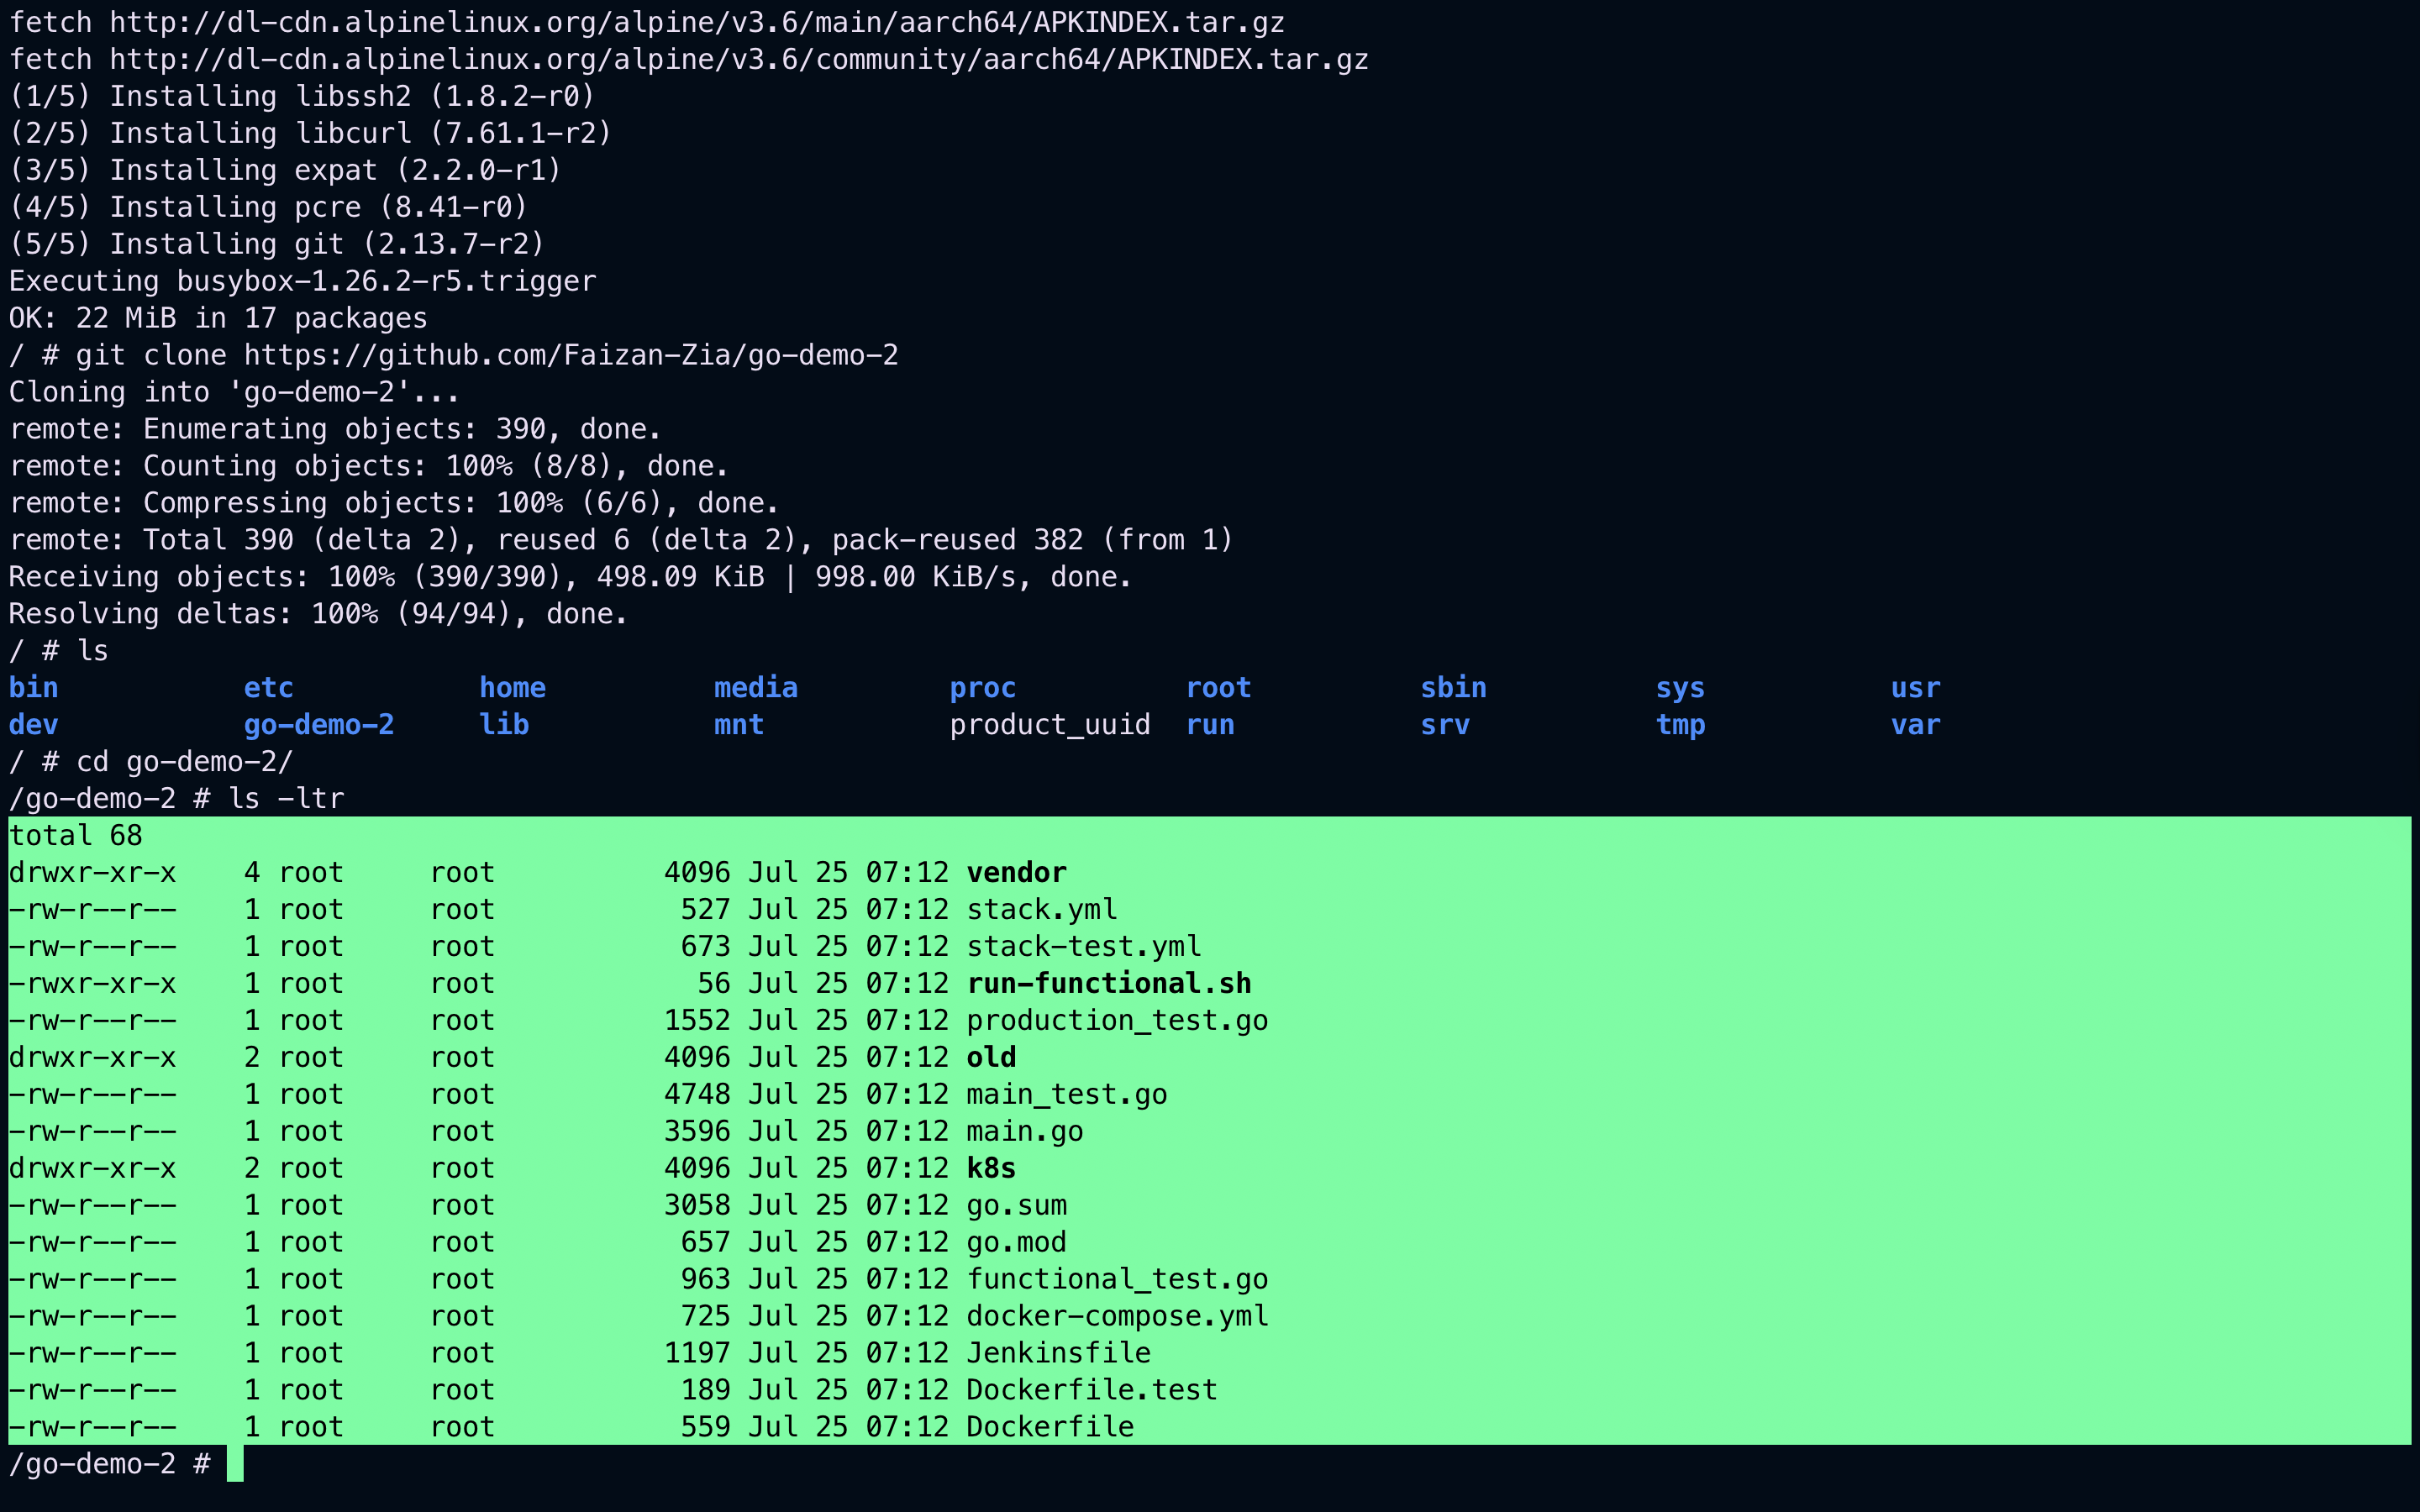 fetch http://dl-cdn.alpinelinux.org/alpine/v3.6/main/aarch64/APKINDEX.tar.gz
fetch http://dl-cdn.alpinelinux.org/alpine/v3.6/community/aarch64/APKINDEX.tar.gz
(1/5) Installing libssh2 (1.8.2-r0)
(2/5) Installing libcurl (7.61.1-r2)
(3/5) Installing expat (2.2.0-r1)
(4/5) Installing pcre (8.41-r0)
(5/5) Installing git (2.13.7-r2)
Executing busybox-1.26.2-r5.trigger
OK: 22 MiB in 17 packages
/ # git clone https://github.com/Faizan-Zia/go-demo-2
Cloning into 'go-demo-2'...
remote: Enumerating objects: 390, done.
remote: Counting objects: 100% (8/8), done.
remote: Compressing objects: 100% (6/6), done.
remote: Total 390 (delta 2), reused 6 (delta 2), pack-reused 382 (from 1)
Receiving objects: 100% (390/390), 498.09 KiB | 998.00 KiB/s, done.
Resolving deltas: 100% (94/94), done.
/ # ls
bin           etc           home          media         proc          root          sbin          sys           usr
dev           go-demo-2     lib           mnt           product_uuid  run           srv           tmp           var
/ # cd go-demo-2/
/go-demo-2 # ls -ltr
total 68
drwxr-xr-x    4 root     root          4096 Jul 25 07:12 vendor
-rw-r--r--    1 root     root           527 Jul 25 07:12 stack.yml
-rw-r--r--    1 root     root           673 Jul 25 07:12 stack-test.yml
-rwxr-xr-x    1 root     root            56 Jul 25 07:12 run-functional.sh
-rw-r--r--    1 root     root          1552 Jul 25 07:12 production_test.go
drwxr-xr-x    2 root     root          4096 Jul 25 07:12 old
-rw-r--r--    1 root     root          4748 Jul 25 07:12 main_test.go
-rw-r--r--    1 root     root          3596 Jul 25 07:12 main.go
drwxr-xr-x    2 root     root          4096 Jul 25 07:12 k8s
-rw-r--r--    1 root     root          3058 Jul 25 07:12 go.sum
-rw-r--r--    1 root     root           657 Jul 25 07:12 go.mod
-rw-r--r--    1 root     root           963 Jul 25 07:12 functional_test.go
-rw-r--r--    1 root     root           725 Jul 25 07:12 docker-compose.yml
-rw-r--r--    1 root     root          1197 Jul 25 07:12 Jenkinsfile
-rw-r--r--    1 root     root           189 Jul 25 07:12 Dockerfile.test
-rw-r--r--    1 root     root           559 Jul 25 07:12 Dockerfile
/go-demo-2 #